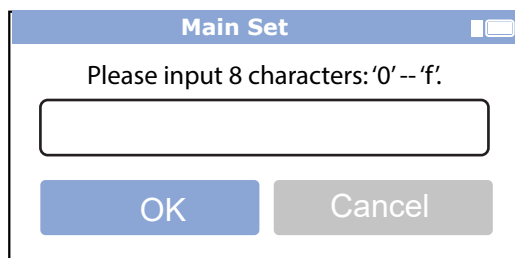 Main Set
Please input 8 characters: ‘0’ -- ‘f’.
OK Cancel